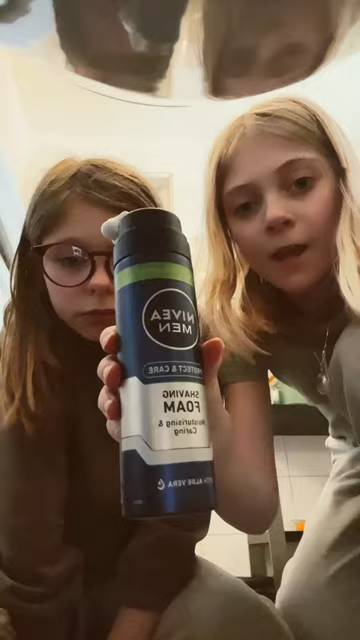 NIVEA
MEN
PROTECT & CARE
SHAVING
FOAM
Moisturising &
Caring
WITH ALOE VERA